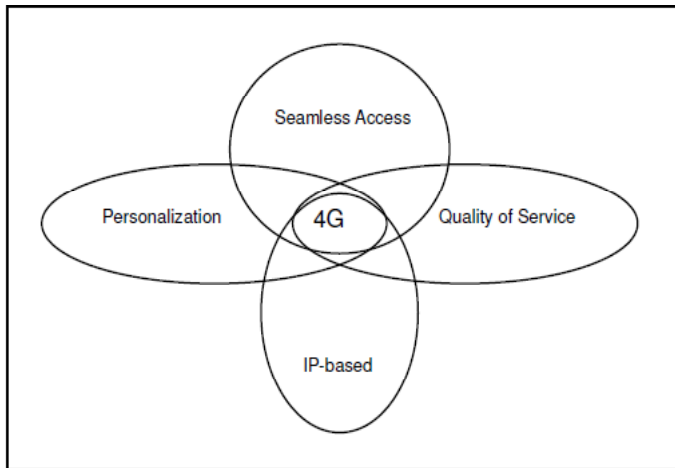 Seamless Access
Personalization
4G
Quality of Service
IP-based